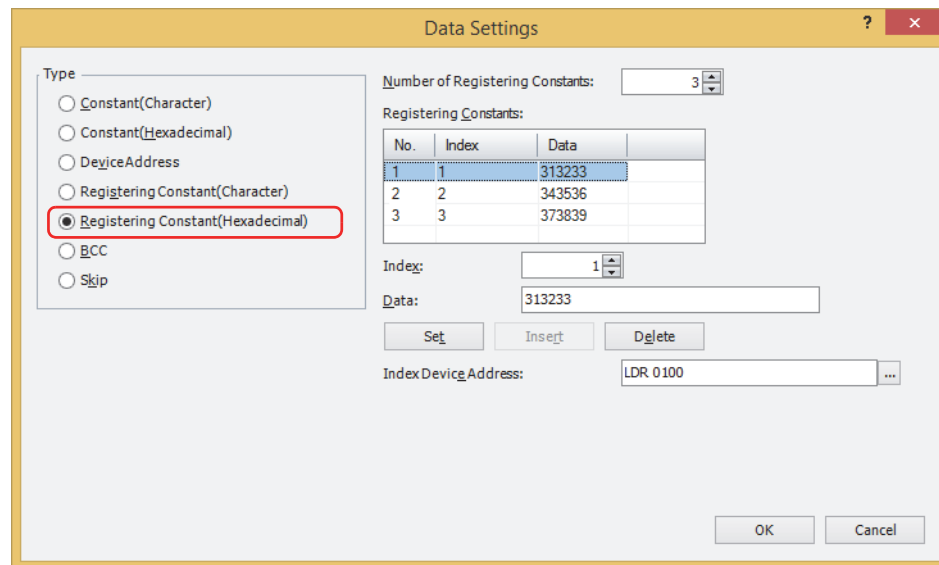 Data Settings
?
×
Type
Constant(Character)
Constant(Hexadecimal)
DeviceAddress
Registering Constant(Character)
Registering Constant(Hexadecimal)
BCC
Skip
Number of Registering Constants:
3
Registering Constants:
No. Index Data
1 1 313233
2 2 343536
3 3 373839
Index:
1
Data:
313233
Set Insert Delete
Index Device Address:
LDR 0100
...
OK Cancel